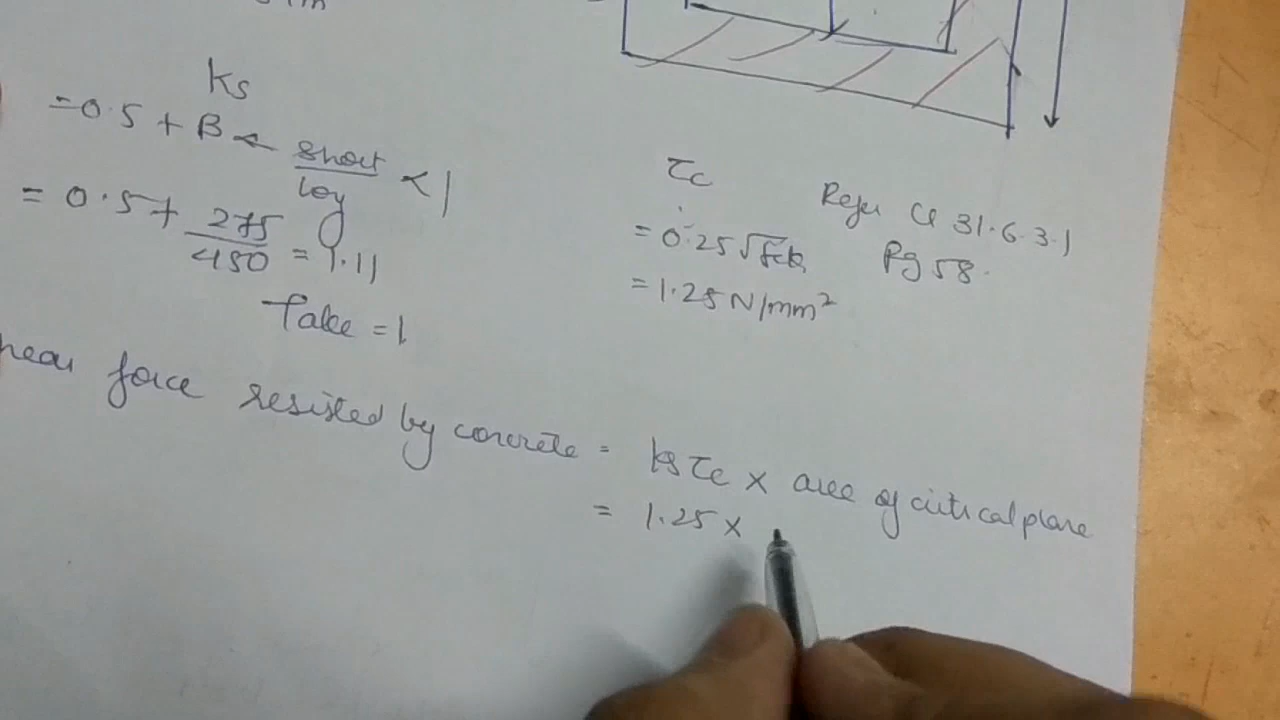 m
ks
= 0.5 + B ← short/long < 1
= 0.5 + 275/450 = 1.11
Take = 1
τc
= 0.25√fck
= 1.25 N/mm²
Refer Cl 31.6.3.1
Pg 58.
hear force resisted by concrete = ks τc × area of critical plane
= 1.25 ×